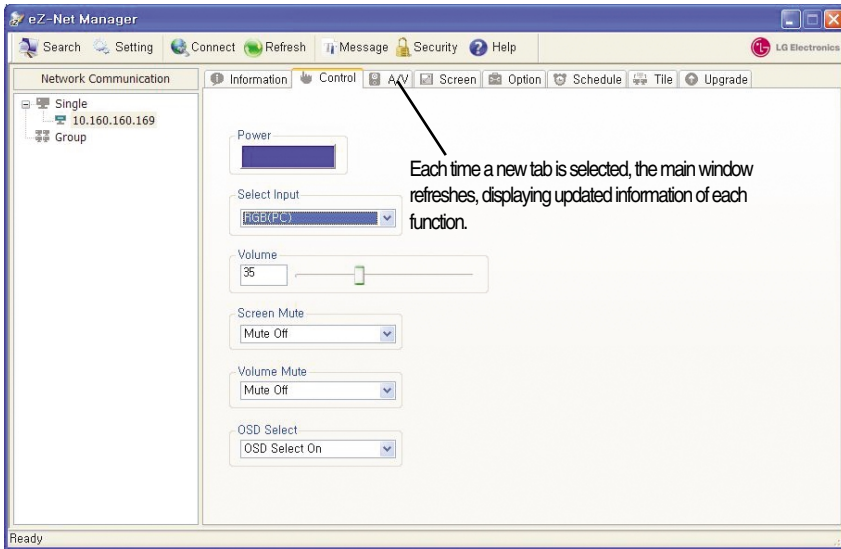 eZ-Net Manager
Search Setting Connect Refresh Message Security Help LG LG Electronics
Network Communication
Information Control A/V Screen Option Schedule Tile Upgrade
Single
10.160.160.169
Group
Power
Each time a new tab is selected, the main window
refreshes, displaying updated information of each
function.
Select Input
RGB(PC)
Volume
35
Screen Mute
Mute Off
Volume Mute
Mute Off
OSD Select
OSD Select On
Ready